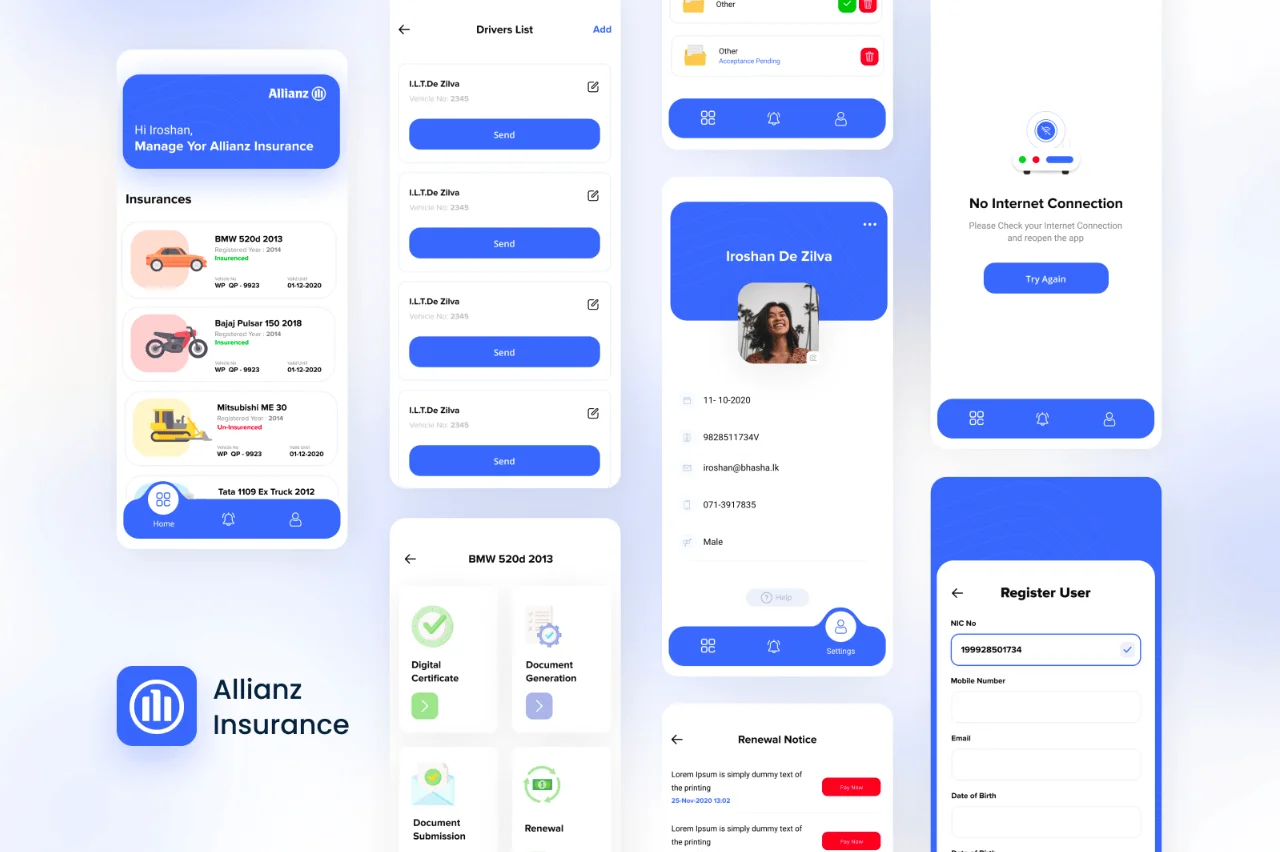 Allianz
Hi Iroshan,
Manage Yor Allianz Insurance
Insurances
BMW 520d 2013
Registered Year : 2014
Insurenced
Vehicle No
WP QP - 9923
01-12-2020
Bajaj Pulsar 150 2018
Registered Year : 2014
Insurenced
Vehicle No
WP QP - 9923
01-12-2020
Mitsubishi ME 30
Registered Year : 2014
Un-Insurenced
Vehicle No
WP QP - 9923
01-12-2020
Tata 1109 Ex Truck 2012
Home
Allianz
Insurance
Drivers List
Add
I.L.T.De Zilva
Vehicle No: 2345
Send
I.L.T.De Zilva
Vehicle No: 2345
Send
I.L.T.De Zilva
Vehicle No: 2345
Send
I.L.T.De Zilva
Vehicle No: 2345
Send
BMW 520d 2013
Digital
Certificate
Document
Generation
Document
Submission
Renewal
Other
Other
Acceptance Pending
Iroshan De Zilva
11- 10-2020
9828511734V
iroshan@bhasha.lk
071-3917835
Male
Help
Settings
Renewal Notice
Lorem Ipsum is simply dummy text of
the printing
25-Nov-2020 13:02
Pay Now
Lorem Ipsum is simply dummy text of
the printing
Pay Now
No Internet Connection
Please Check your Internet Connection
and reopen the app
Try Again
Register User
NIC No
199928501734
Mobile Number
Email
Date of Birth